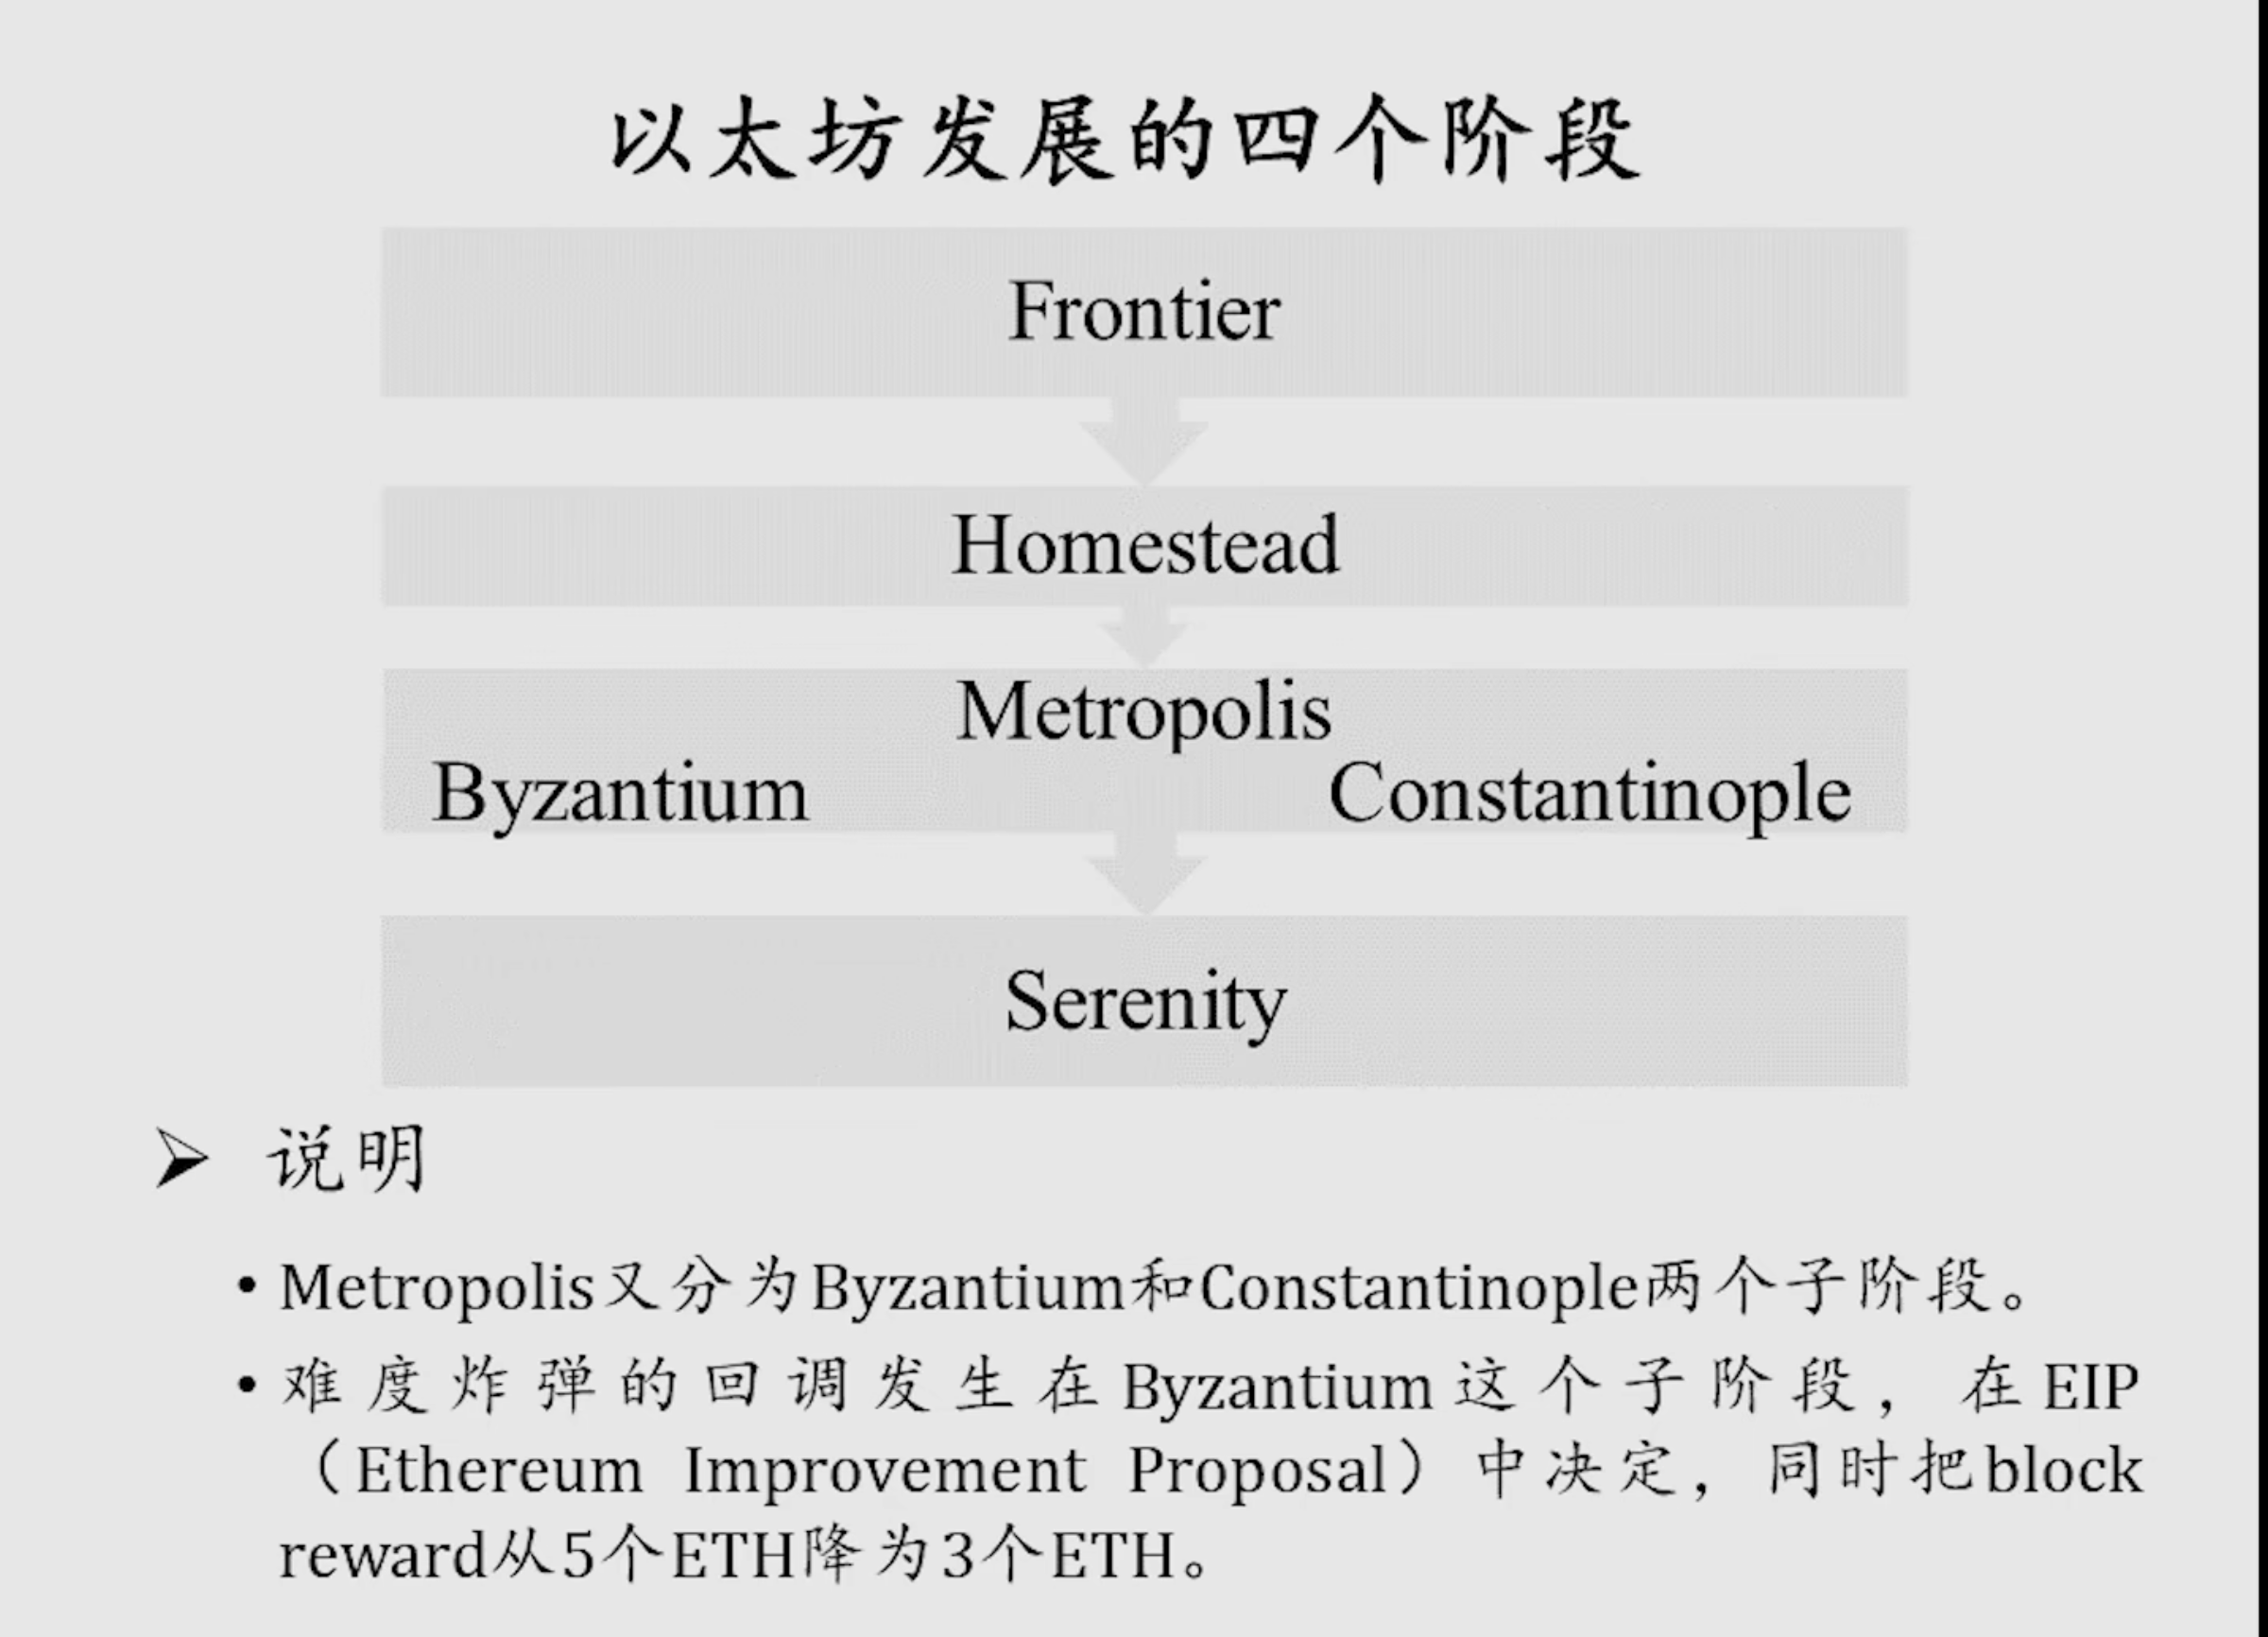 以太坊发展的四个阶段
Frontier
Homestead
Metropolis
Byzantium Constantinople
Serenity
➢ 说明
• Metropolis又分为Byzantium和Constantinople两个子阶段。
• 难度炸弹的回调发生在Byzantium这个子阶段，在EIP
（Ethereum Improvement Proposal）中决定，同时把block
reward从5个ETH降为3个ETH。